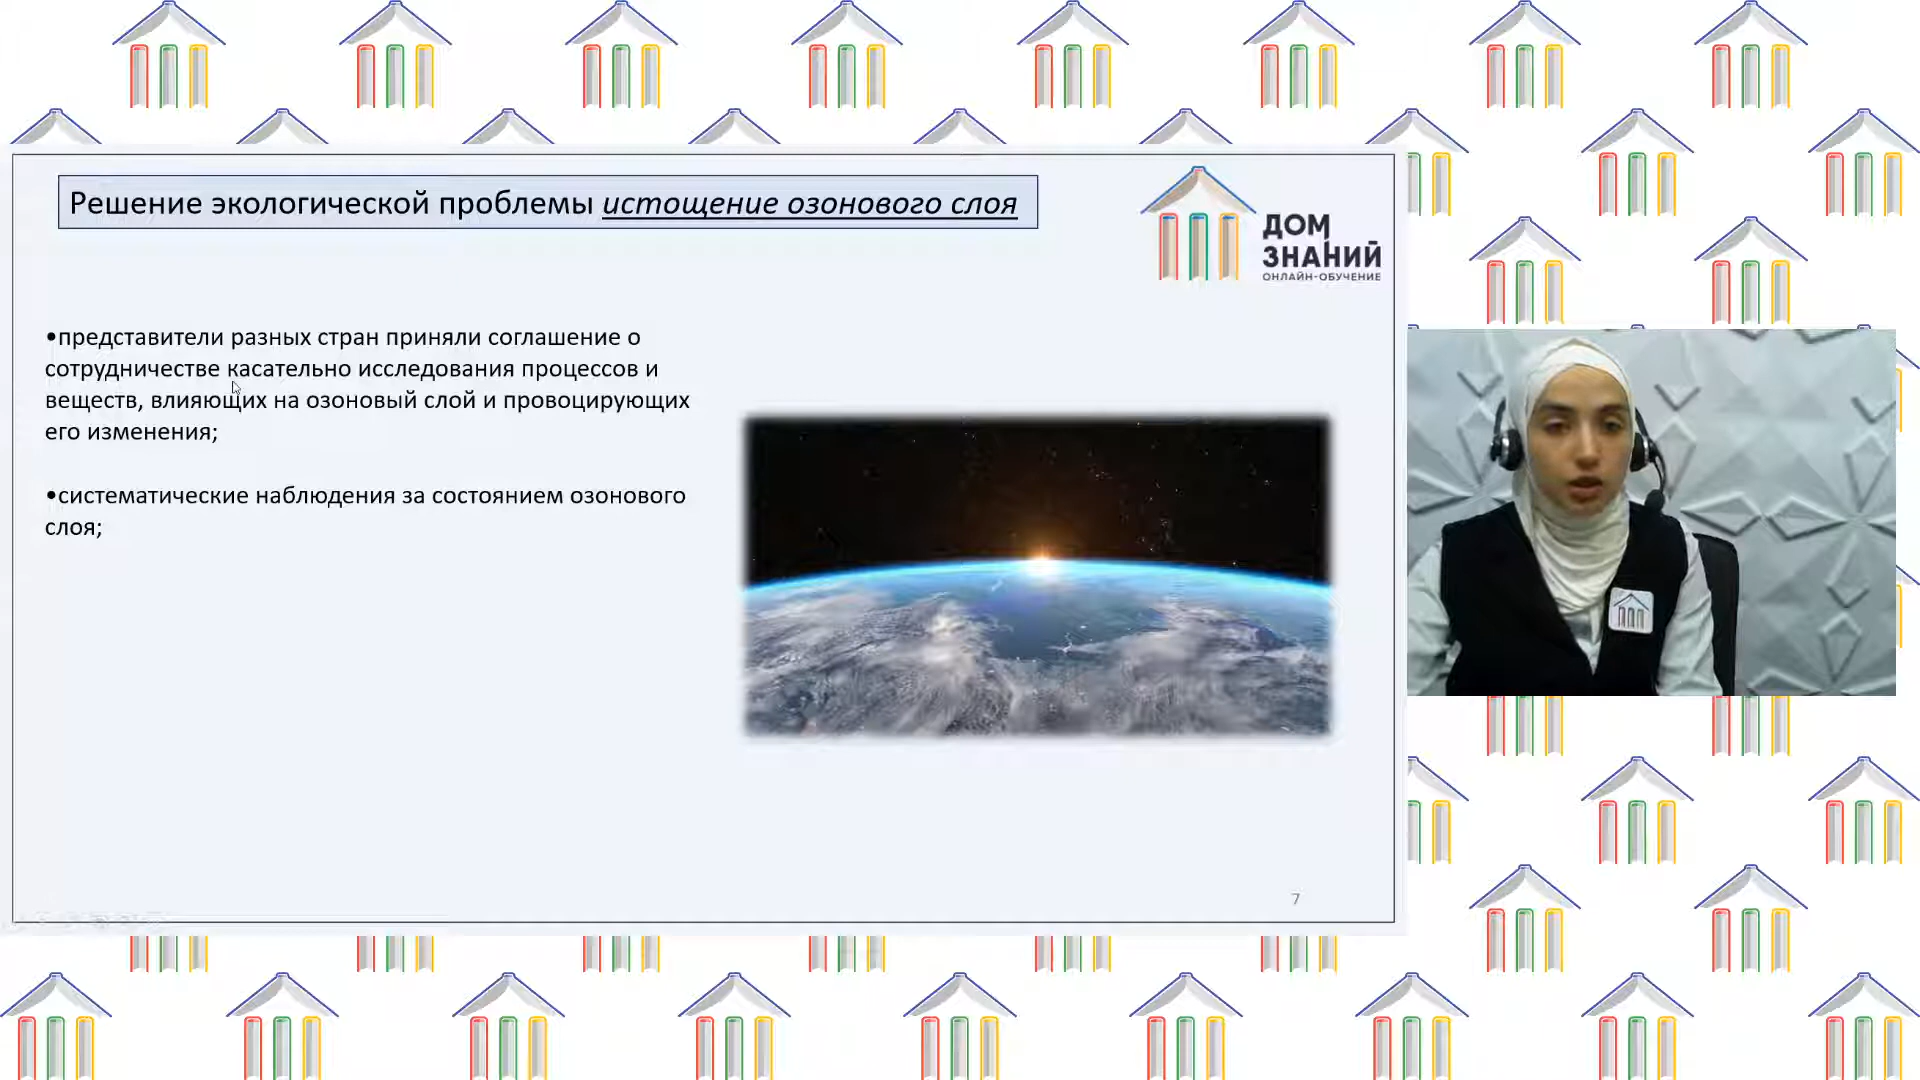 Решение экологической проблемы истощение озонового слоя
ДОМ
ЗНАНИЙ
ОНЛАЙН-ОБУЧЕНИЕ
•представители разных стран приняли соглашение о
сотрудничестве касательно исследования процессов и
веществ, влияющих на озоновый слой и провоцирующих
его изменения;
•систематические наблюдения за состоянием озонового
слоя;
7